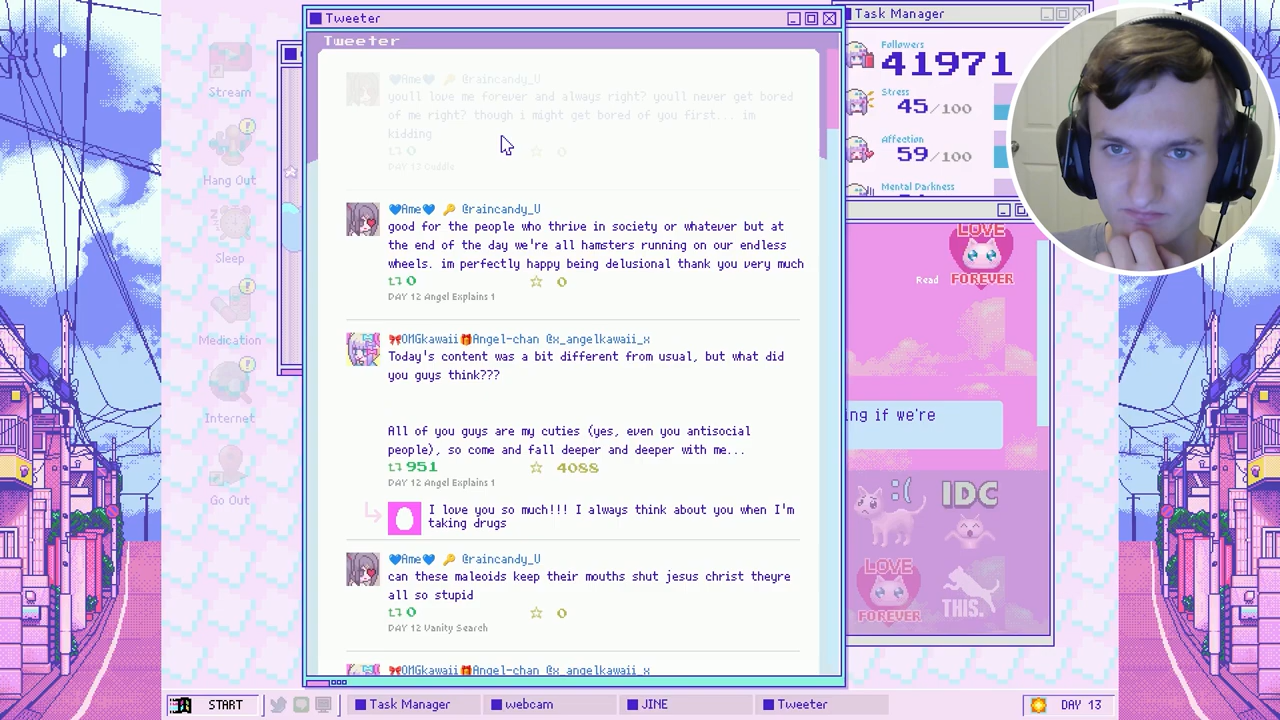 Tweeter
Tweeter
💙Ame💙 🔑 @raincandy_U
youll love me forever and always right? youll never get bored
of me right? though i might get bored of you first... im
kidding
0
0
DAY 12 Cuddle
💙Ame💙 🔑 @raincandy_U
good for the people who thrive in society or whatever but at
the end of the day we're all hamsters running on our endless
wheels. im perfectly happy being delusional thank you very much
0
0
DAY 12 Angel Explains 1
🎀OMGkawaii🎁Angel-chan @x_angelkawaii_x
Today's content was a bit different from usual, but what did
you guys think???
All of you guys are my cuties (yes, even you antisocial
people), so come and fall deeper and deeper with me...
951
4088
DAY 12 Angel Explains 1
I love you so much!!! I always think about you when I'm
taking drugs
💙Ame💙 🔑 @raincandy_U
can these maleoids keep their mouths shut jesus christ theyre
all so stupid
0
0
DAY 12 Vanity Search
🎀OMGkawaii🎁Angel-chan @x_angelkawaii_x
Stream
Hang Out
Sleep
Medication
Internet
Go Out
Task Manager
Followers
41971
Stress
45/100
Affection
59/100
Mental Darkness
LOVE
FOREVER
Read
ng if we're
:(
IDC
LOVE
FOREVER
THIS.
START
Task Manager
webcam
JINE
Tweeter
DAY 13